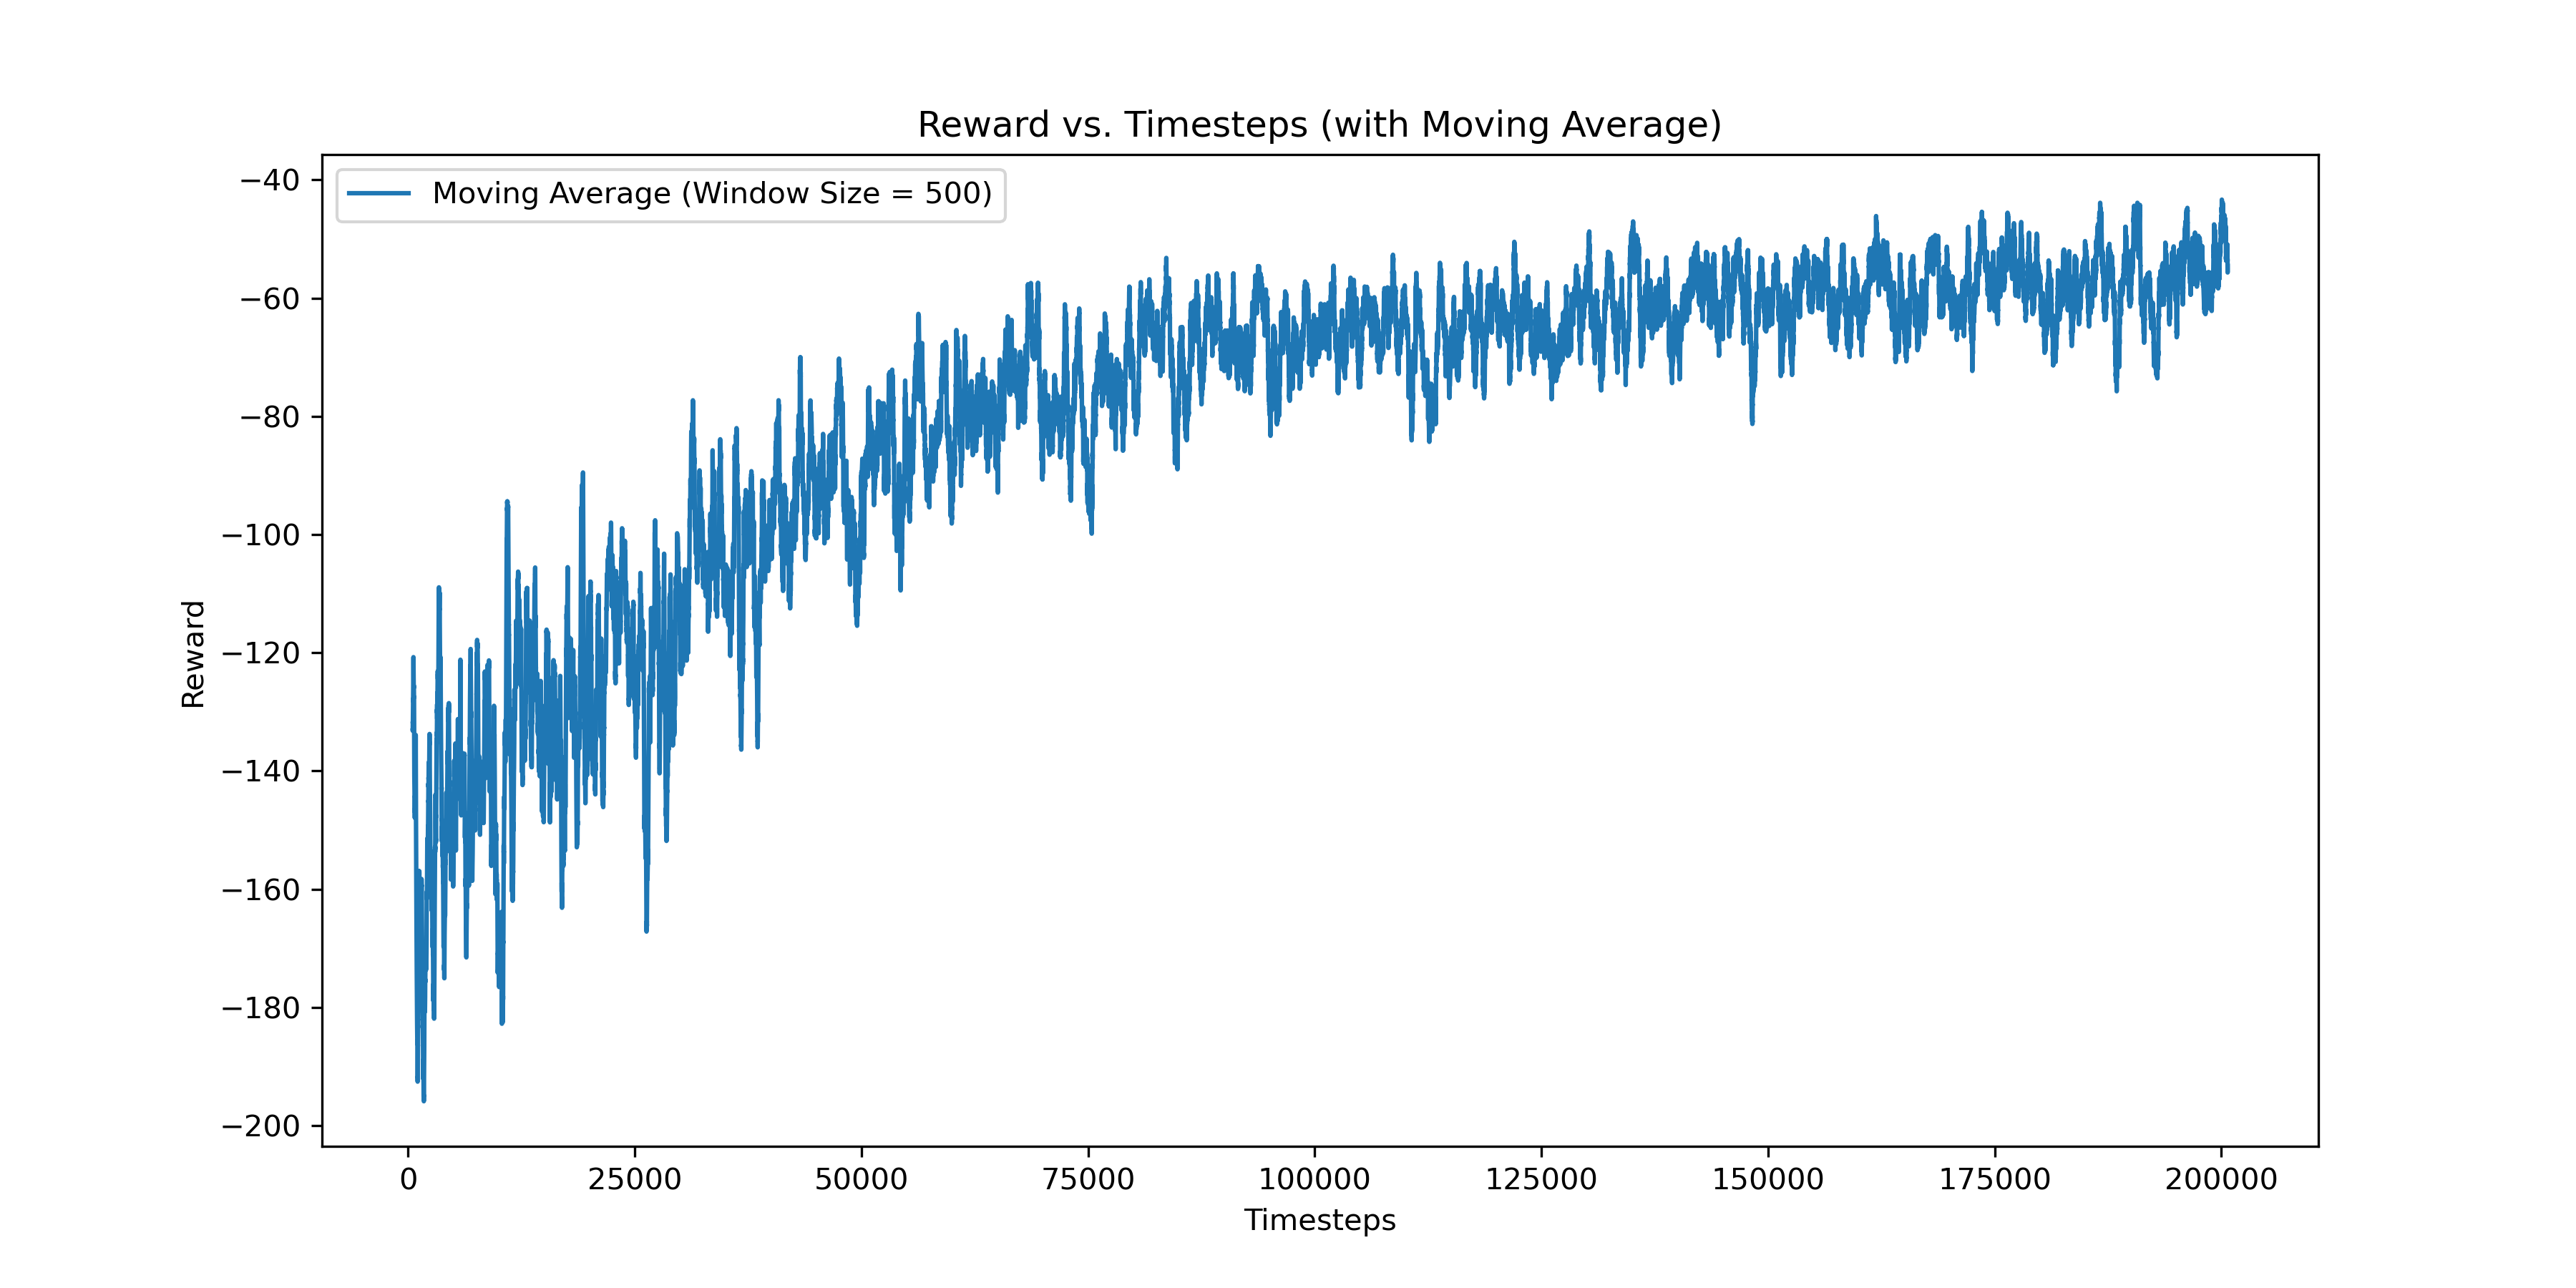 Reward vs. Timesteps (with Moving Average)
Moving Average (Window Size = 500)
−40
−60
−80
−100
−120
−140
−160
−180
−200
Reward
0 25000 50000 75000 100000 125000 150000 175000 200000
Timesteps